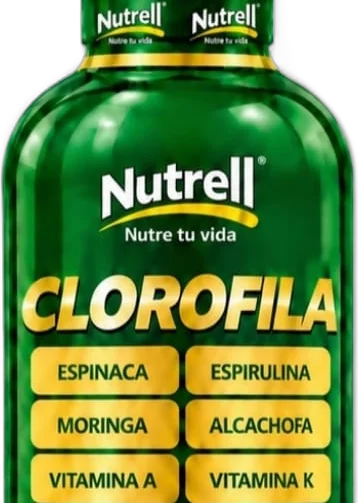 Nutrell® Nutrell
Nutre tu vida Nutre tu vida
Nutrell®
Nutre tu vida
CLOROFILA
ESPINACA ESPIRULINA
MORINGA ALCACHOFA
VITAMINA A VITAMINA K